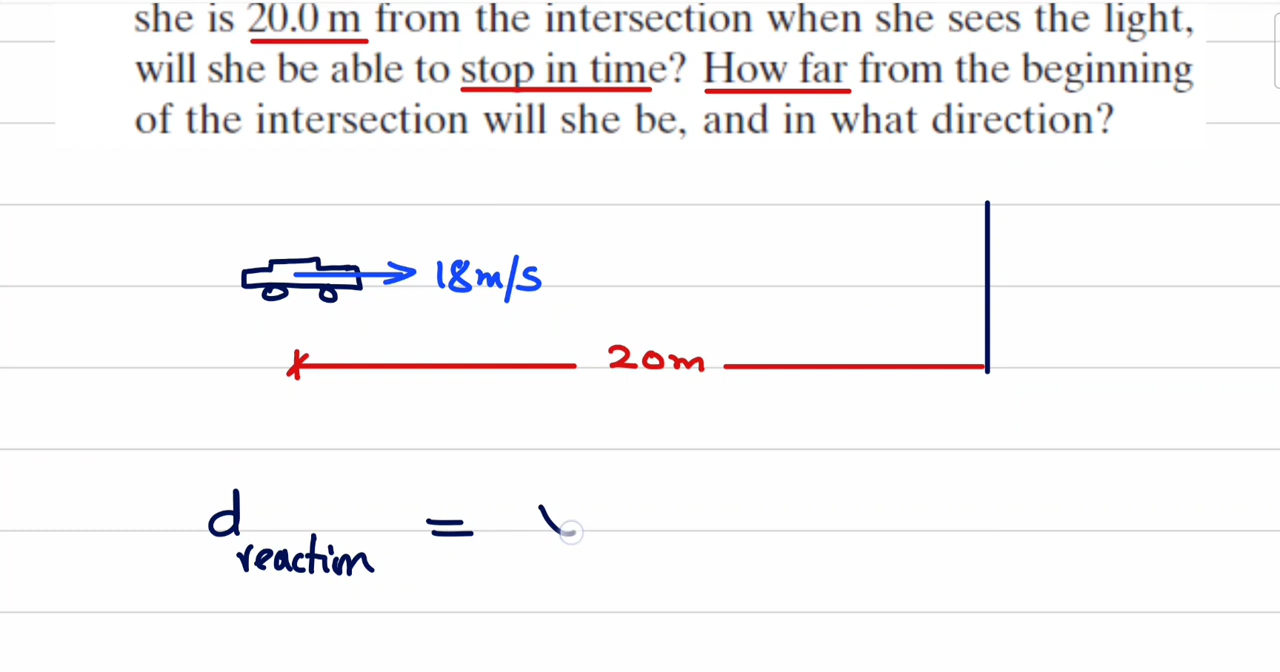 she is 20.0 m from the intersection when she sees the light,
will she be able to stop in time? How far from the beginning
of the intersection will she be, and in what direction?
18m/s
20m
d reaction =